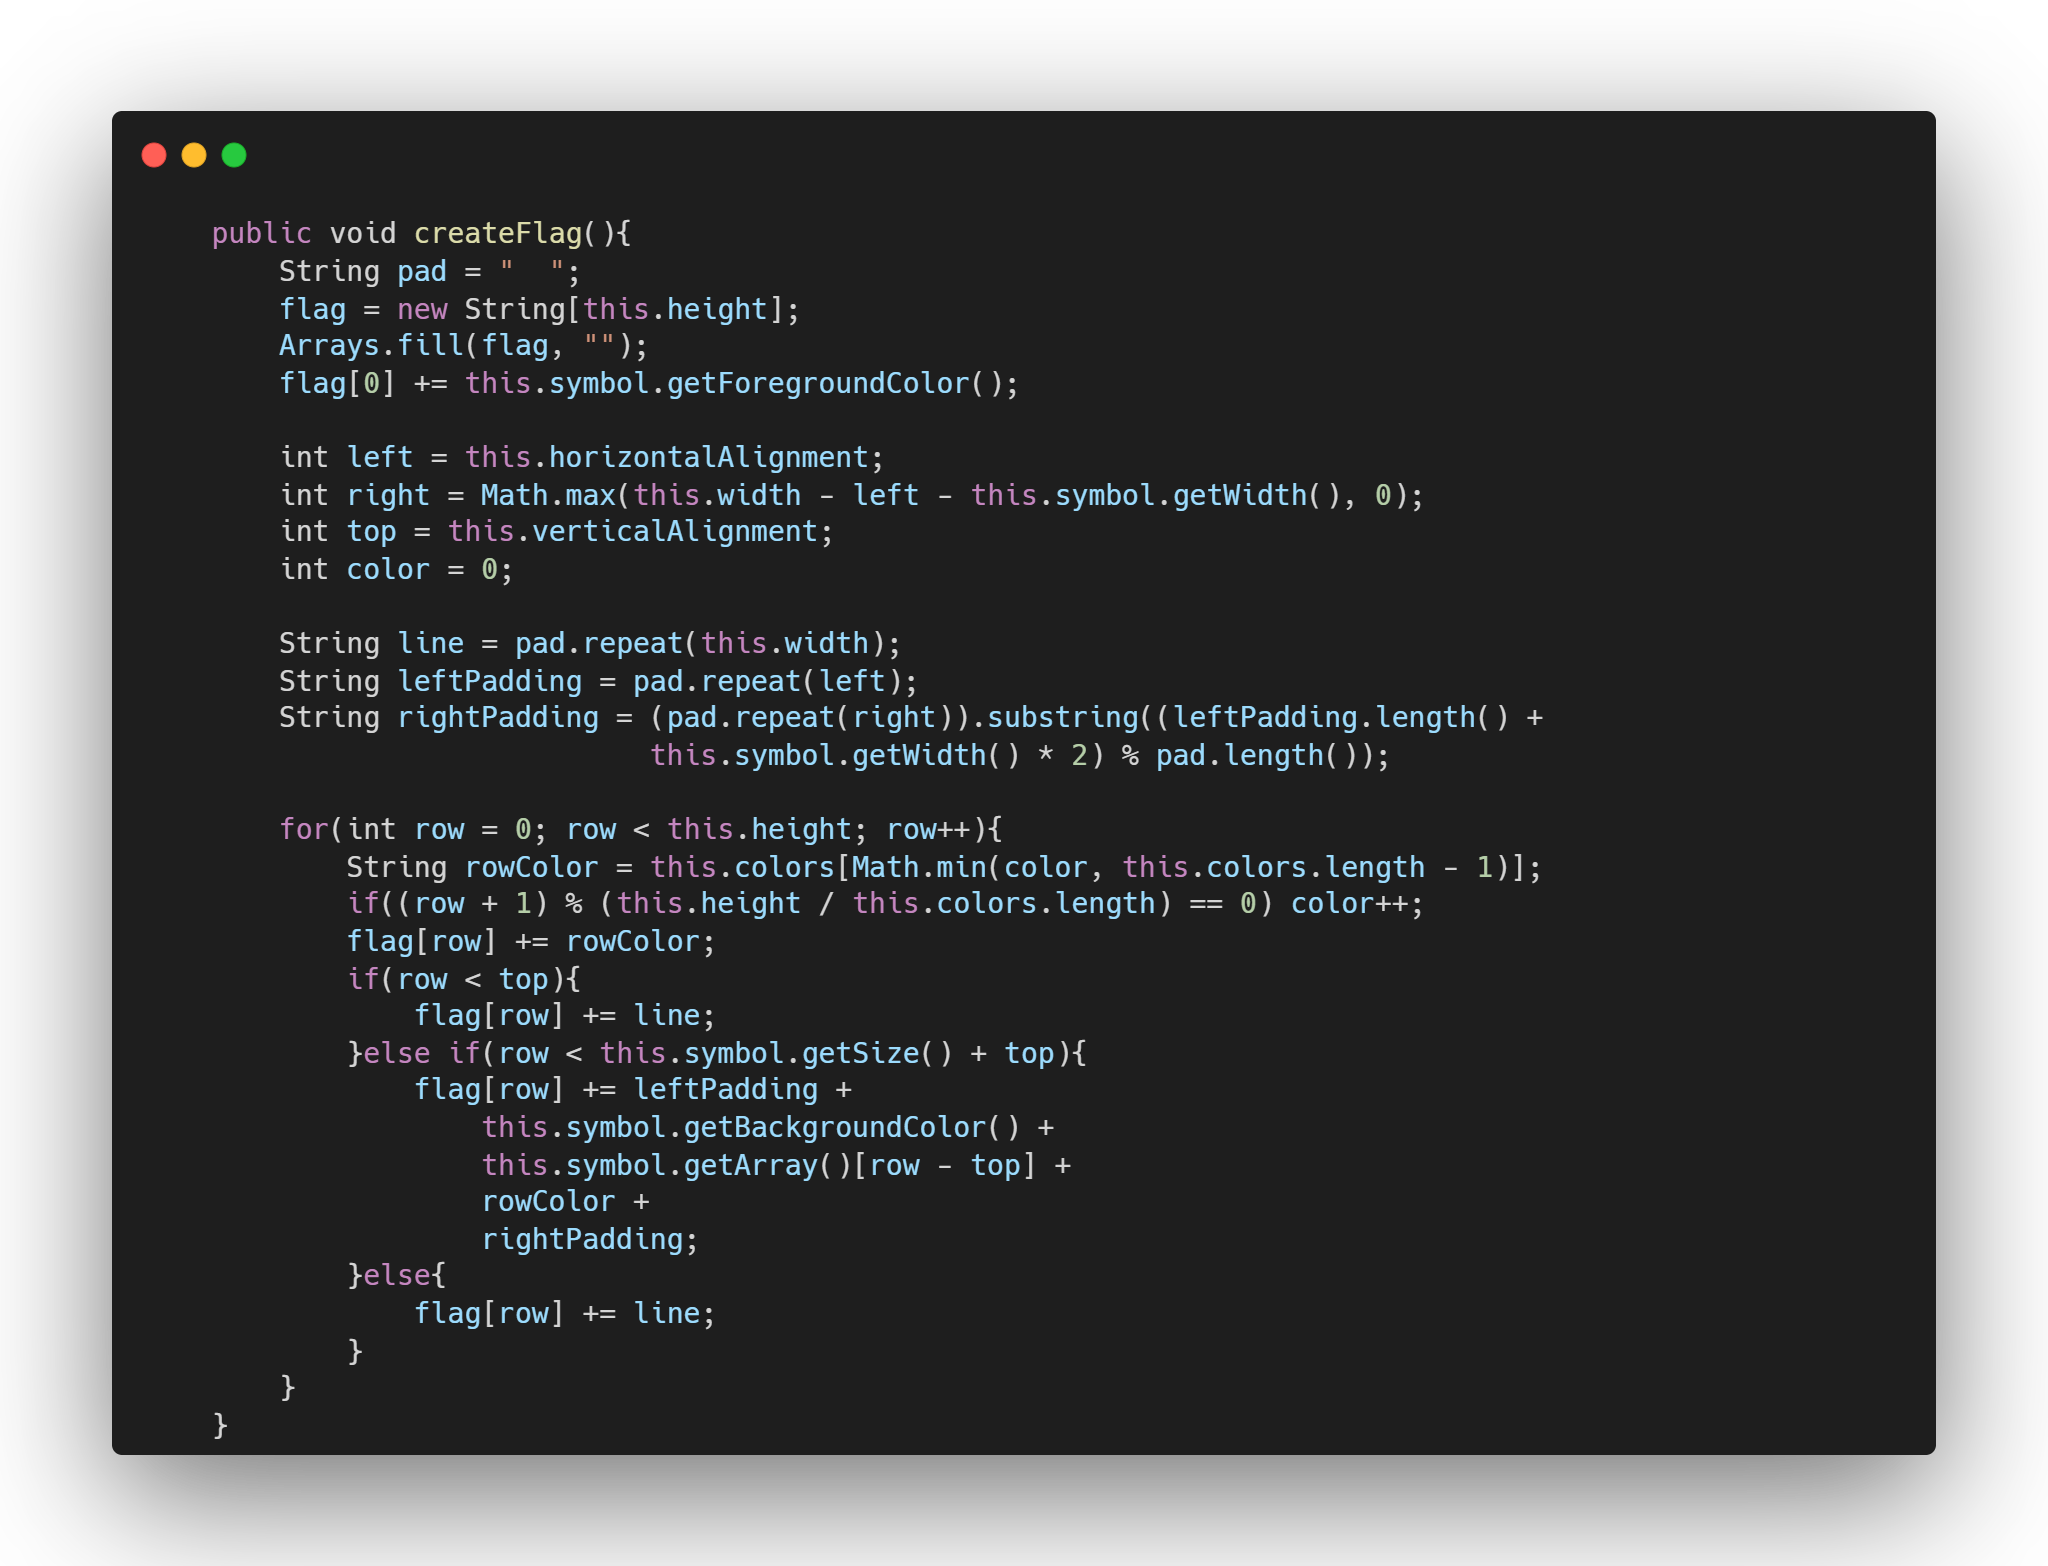 public void createFlag(){
    String pad = "  ";
    flag = new String[this.height];
    Arrays.fill(flag, "");
    flag[0] += this.symbol.getForegroundColor();

    int left = this.horizontalAlignment;
    int right = Math.max(this.width - left - this.symbol.getWidth(), 0);
    int top = this.verticalAlignment;
    int color = 0;

    String line = pad.repeat(this.width);
    String leftPadding = pad.repeat(left);
    String rightPadding = (pad.repeat(right)).substring((leftPadding.length() +
                          this.symbol.getWidth() * 2) % pad.length());

    for(int row = 0; row < this.height; row++){
        String rowColor = this.colors[Math.min(color, this.colors.length - 1)];
        if((row + 1) % (this.height / this.colors.length) == 0) color++;
        flag[row] += rowColor;
        if(row < top){
            flag[row] += line;
        }else if(row < this.symbol.getSize() + top){
            flag[row] += leftPadding +
                this.symbol.getBackgroundColor() +
                this.symbol.getArray()[row - top] +
                rowColor +
                rightPadding;
        }else{
            flag[row] += line;
        }
    }
}